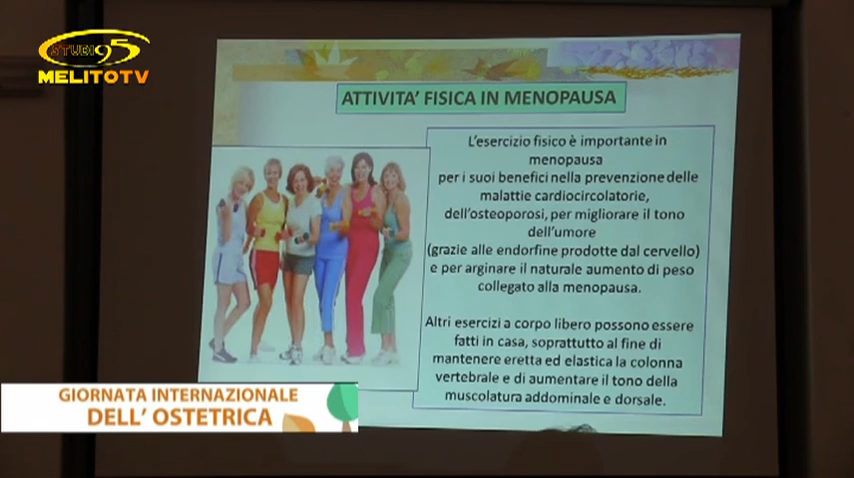 STUDIO 95
MELITOTV
ATTIVITA' FISICA IN MENOPAUSA
L'esercizio fisico è importante in
menopausa
per i suoi benefici nella prevenzione delle
malattie cardiocircolatorie,
dell'osteoporosi, per migliorare il tono
dell'umore
(grazie alle endorfine prodotte dal cervello)
e per arginare il naturale aumento di peso
collegato alla menopausa.
Altri esercizi a corpo libero possono essere
fatti in casa, soprattutto al fine di
mantenere eretta ed elastica la colonna
vertebrale e di aumentare il tono della
muscolatura addominale e dorsale.
GIORNATA INTERNAZIONALE
DELL' OSTETRICA